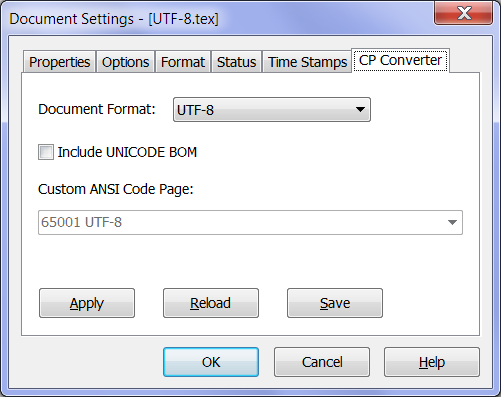 Document Settings - [UTF-8.tex]
Properties Options Format Status Time Stamps CP Converter
Document Format: UTF-8
Include UNICODE BOM
Custom ANSI Code Page:
65001 UTF-8
Apply Reload Save
OK Cancel Help